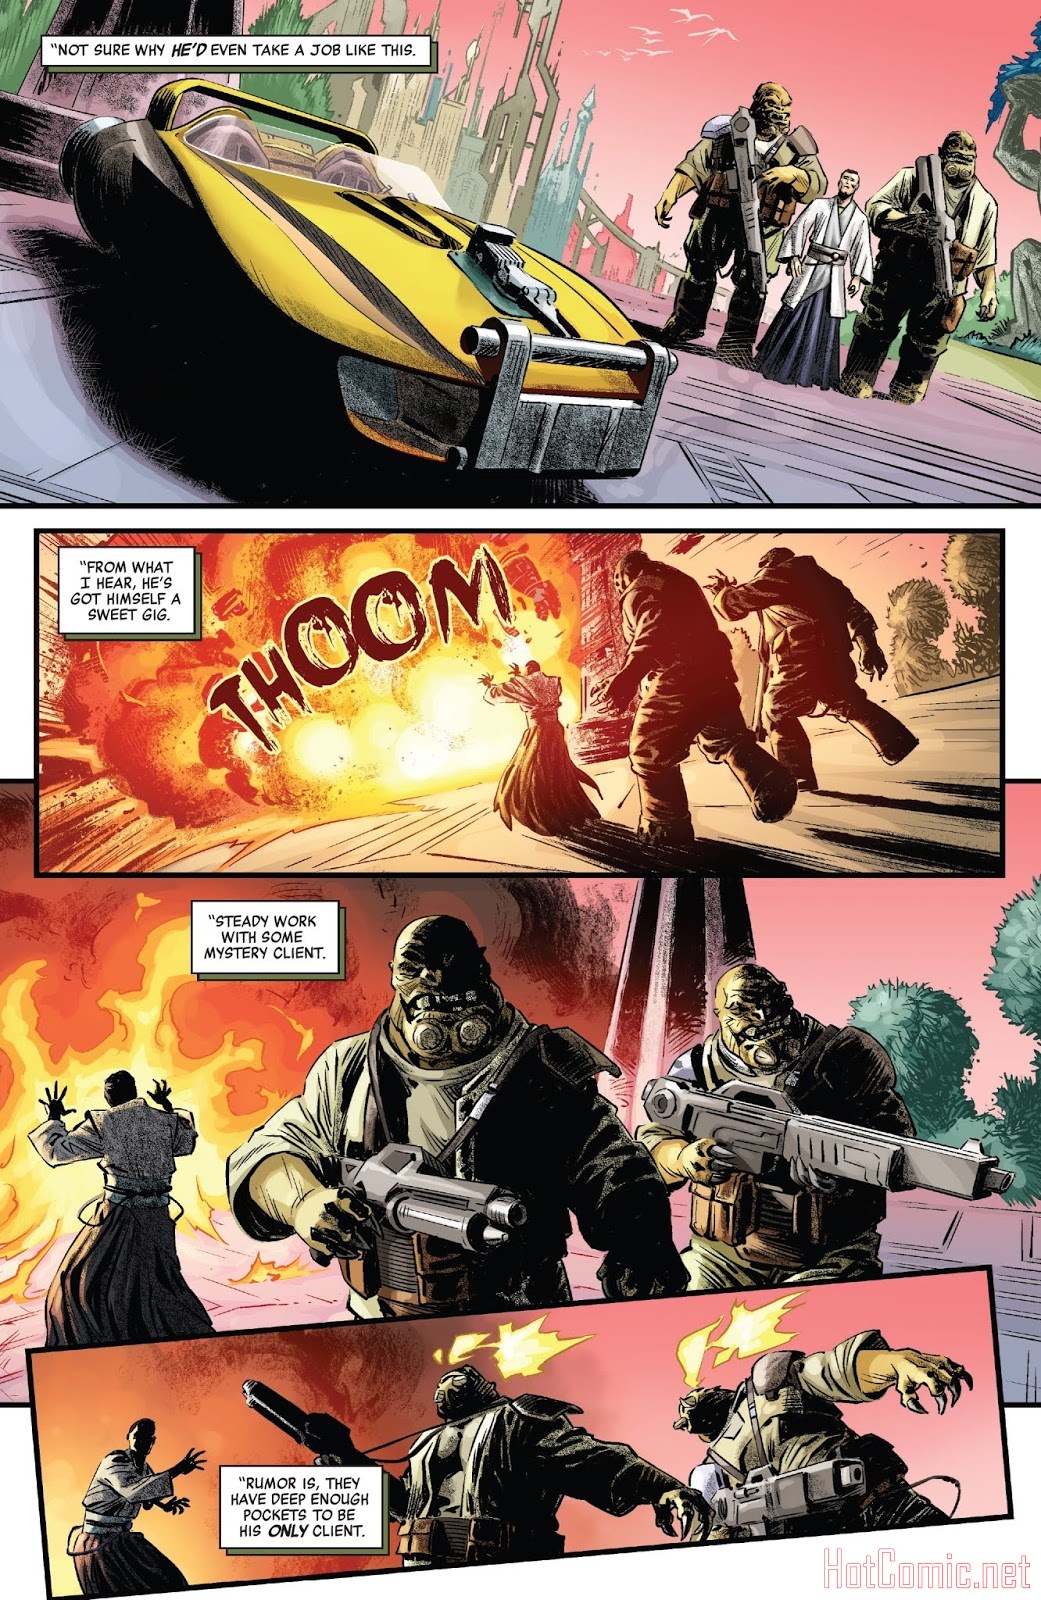 "NOT SURE WHY HE'D EVEN TAKE A JOB LIKE THIS.
"FROM WHAT
I HEAR, HE'S
GOT HIMSELF A
SWEET GIG.
THOOM
"STEADY WORK
WITH SOME
MYSTERY CLIENT.
"RUMOR IS, THEY
HAVE DEEP ENOUGH
POCKETS TO BE
HIS ONLY CLIENT.
HotComic.net